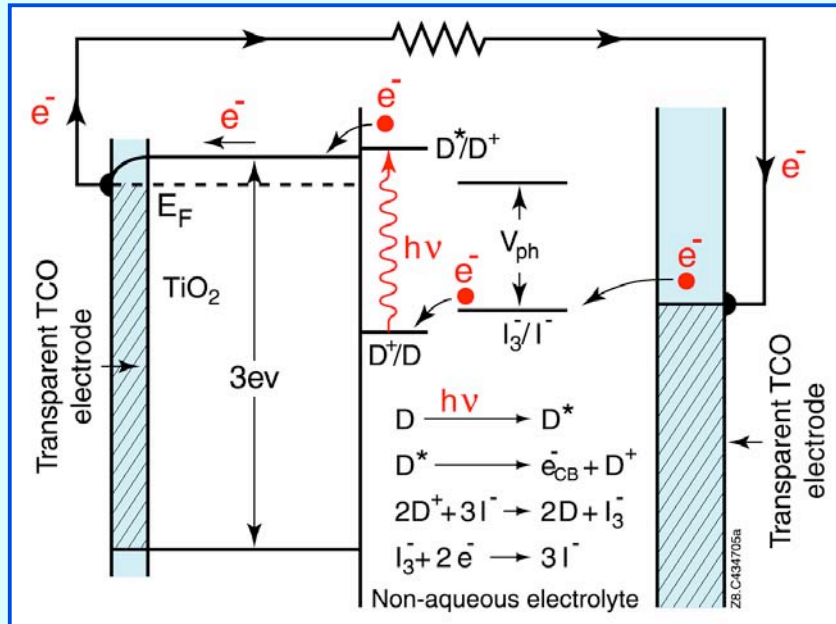 e-
e-
e-
D*/D+
E_F
hν
V_ph
e-
e-
e-
TiO2
I3-/I-
D+/D
3ev
Transparent TCO
electrode
D hν → D*
D* → e-CB + D+
2D+ + 3I- → 2D + I3-
I3- + 2e- → 3I-
Non-aqueous electrolyte
Transparent TCO
electrode
Z8.C434705a